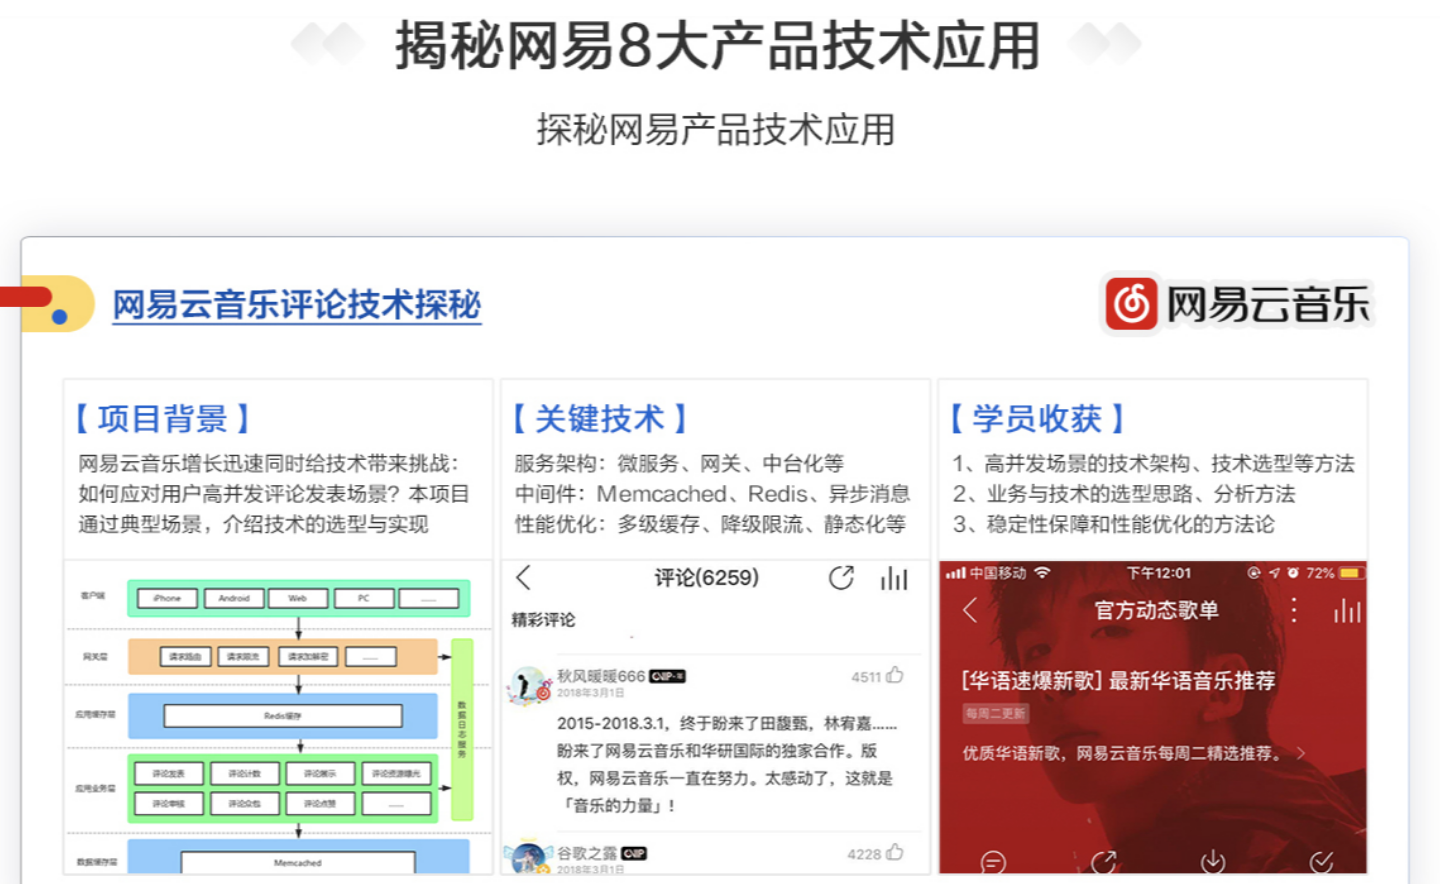 揭秘网易8大产品技术应用
探秘网易产品技术应用
网易云音乐评论技术探秘
网易云音乐
【项目背景】
网易云音乐增长迅速同时给技术带来挑战：
如何应对用户高并发评论发表场景？本项目
通过典型场景，介绍技术的选型与实现
【关键技术】
服务架构：微服务、网关、中台化等
中间件：Memcached、Redis、异步消息
性能优化：多级缓存、降级限流、静态化等
【学员收获】
1、高并发场景的技术架构、技术选型等方法
2、业务与技术的选型思路、分析方法
3、稳定性保障和性能优化的方法论
客户端
iPhone
Android
Web
PC
......
网关层
请求路由
请求限流
请求加解密
......
应用缓存层
Redis缓存
数据日志服务
应用业务层
评论发表
评论计数
评论展示
评论资源曝光
评论审核
评论众包
评论点赞
......
数据缓存层
Memcached
评论(6259)
精彩评论
秋风暖暖666
4511
2018年3月1日
2015-2018.3.1，终于盼来了田馥甄，林宥嘉……
盼来了网易云音乐和华研国际的独家合作。版
权，网易云音乐一直在努力。太感动了，这就是
「音乐的力量」！
谷歌之露
4228
2018年3月1日
中国移动
下午12:01
72%
官方动态歌单
[华语速爆新歌] 最新华语音乐推荐
每周二更新
优质华语新歌，网易云音乐每周二精选推荐。